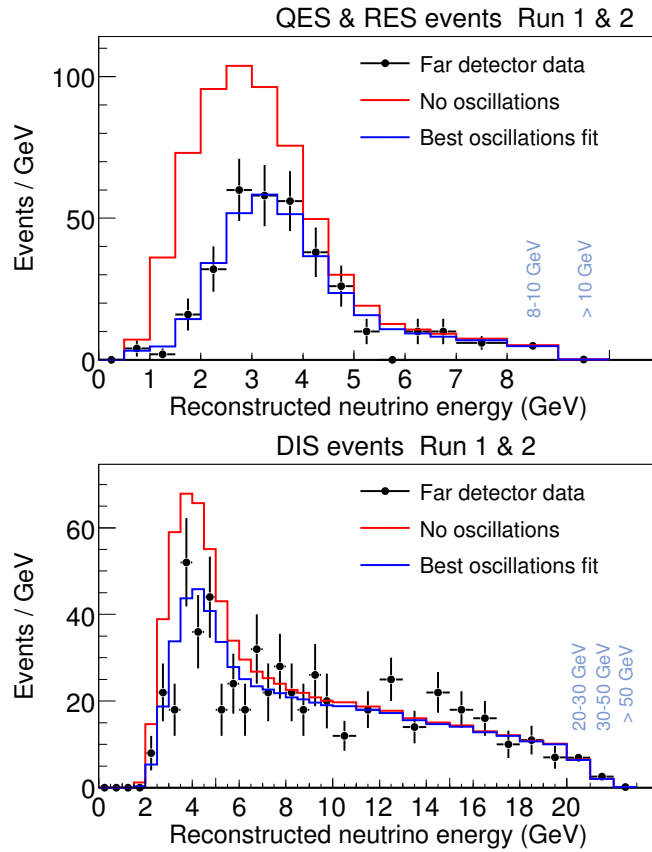 QES & RES events Run 1 & 2
Far detector data
No oscillations
Best oscillations fit
Events / GeV
100
50
0
8-10 GeV
> 10 GeV
0 1 2 3 4 5 6 7 8
Reconstructed neutrino energy (GeV)
DIS events Run 1 & 2
Far detector data
No oscillations
Best oscillations fit
Events / GeV
60
40
20
0
20-30 GeV
30-50 GeV
> 50 GeV
0 2 4 6 8 10 12 14 16 18 20
Reconstructed neutrino energy (GeV)